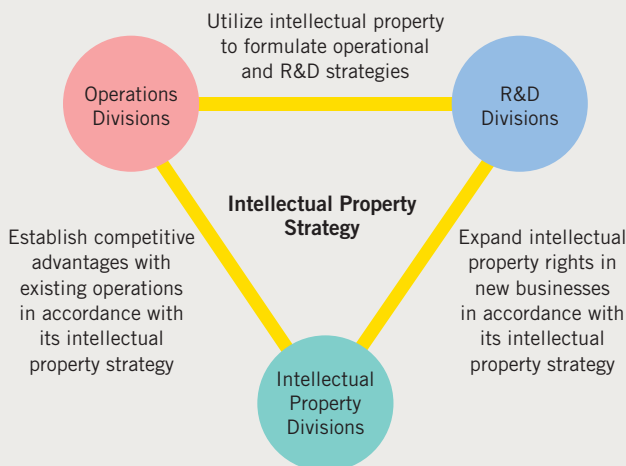 Utilize intellectual property
to formulate operational
and R&D strategies
Operations
Divisions
R&D
Divisions
Intellectual Property
Strategy
Establish competitive
advantages with
existing operations
in accordance with
its intellectual
property strategy
Expand intellectual
property rights in
new businesses
in accordance with
its intellectual
property strategy
Intellectual
Property
Divisions